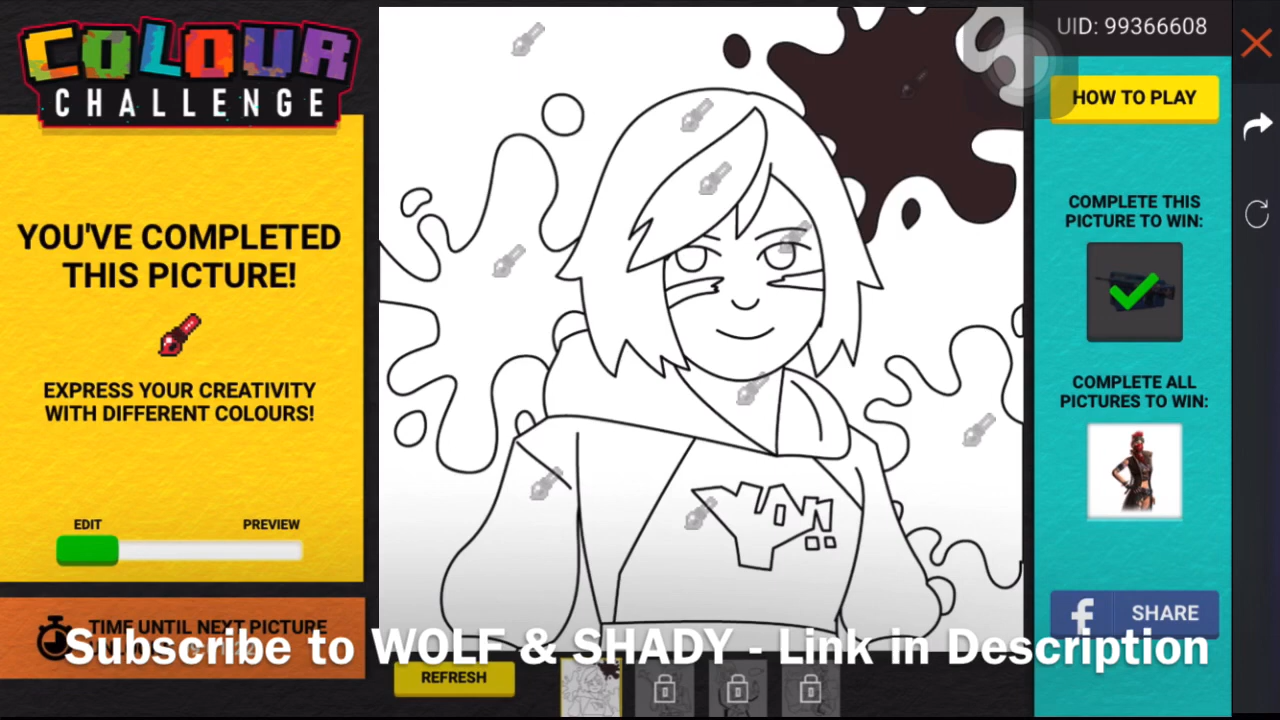 COLOUR
CHALLENGE
YOU'VE COMPLETED
THIS PICTURE!
EXPRESS YOUR CREATIVITY
WITH DIFFERENT COLOURS!
EDIT
PREVIEW
TIME UNTIL NEXT PICTURE
Subscribe to WOLF & SHADY - Link in Description
REFRESH
UID: 99366608
HOW TO PLAY
COMPLETE THIS
PICTURE TO WIN:
COMPLETE ALL
PICTURES TO WIN:
f SHARE